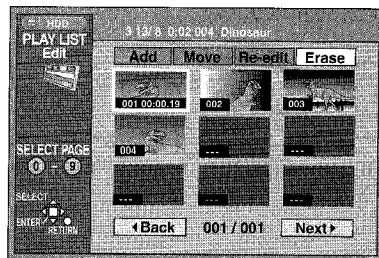 HDD
PLAY LIST
Edit
3 13/ 8 0:02 004 Dinosaur
Add Move Re-edit Erase
001 00:00.19 002 003
004 --- ---
--- --- ---
SELECT PAGE
0 – 9
SELECT
ENTER RETURN
Back 001 / 001 Next